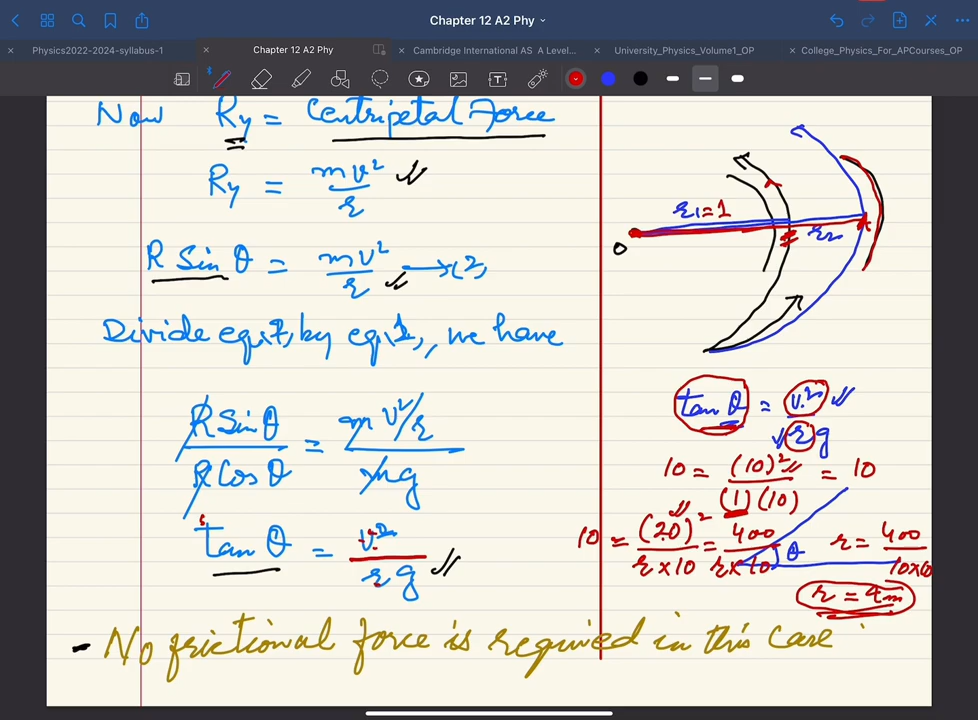 Chapter 12 A2 Phy
Physics2022-2024-syllabus-1
Chapter 12 A2 Phy
Cambridge International AS A Level...
University_Physics_Volume1_OP
College_Physics_For_APCourses_OP
Now Ry = Centripetal Force
Ry = mv²/r
R Sin θ = mv²/r → (2)
Divide eq. 2, by eq. 1, we have
R Sin θ / R Cos θ = m v²/r / mg
tan θ = v²/rg
- No frictional force is required in this case
r₁ = 1
r₂
O
tan θ = v²/rg
10 = (10)²/(1)(10) = 10
10 = (20)²/r×10 = 400/r×10
θ
r = 400/10×10
r = 4m